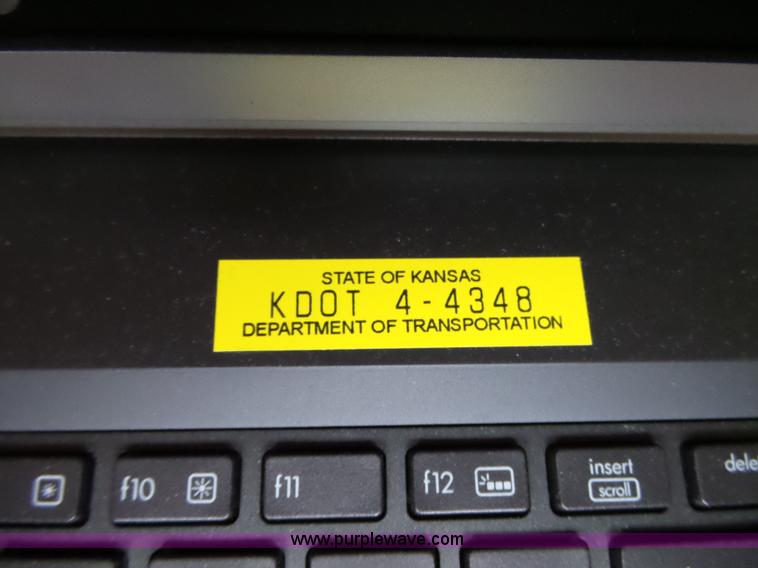 STATE OF KANSAS
KDOT 4-4348
DEPARTMENT OF TRANSPORTATION
f10
f11
f12
insert
scroll
dele
www.purplewave.com